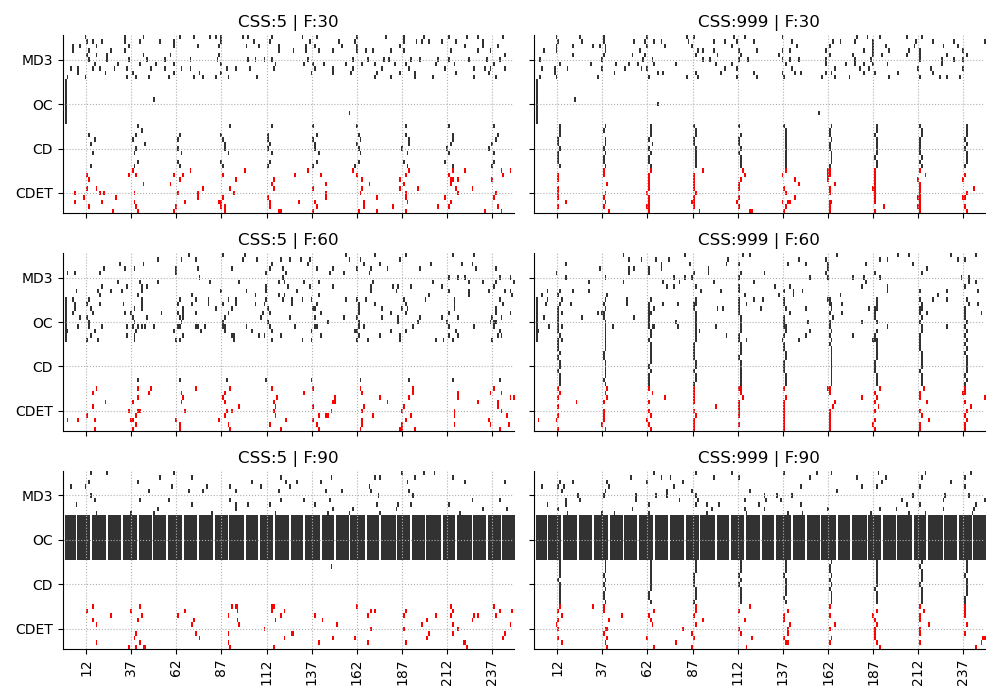 CSS:5 | F:30
CSS:999 | F:30
MD3
OC
CD
CDET
CSS:5 | F:60
CSS:999 | F:60
MD3
OC
CD
CDET
CSS:5 | F:90
CSS:999 | F:90
MD3
OC
CD
CDET
12 37 62 87 112 137 162 187 212 237
12 37 62 87 112 137 162 187 212 237